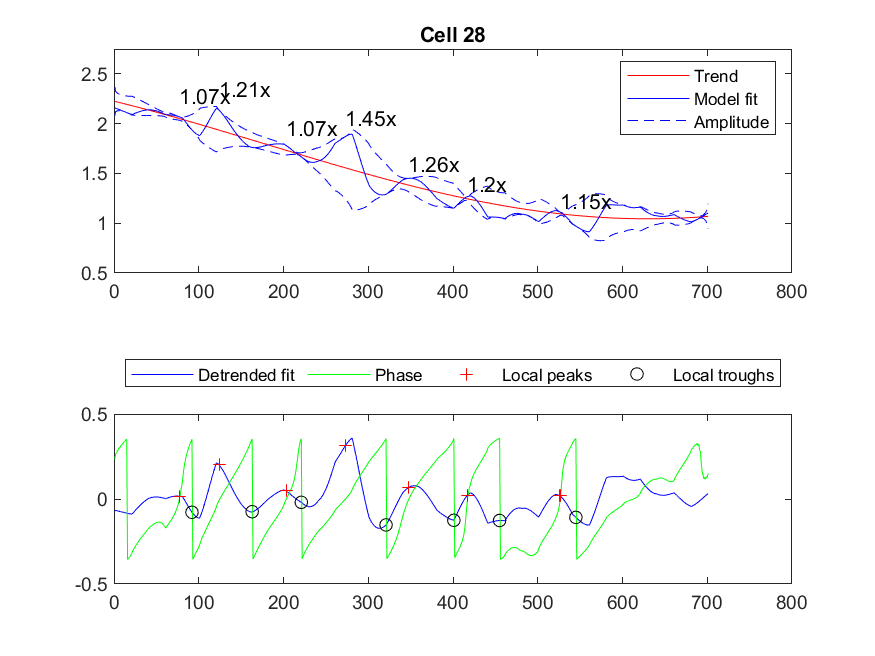 Cell 28
2.5
2
1.5
1
0.5
1.07x
1.21x
1.07x
1.45x
1.26x
1.2x
1.15x
Trend
Model fit
Amplitude
0 100 200 300 400 500 600 700 800
Detrended fit Phase Local peaks Local troughs
0.5
0
-0.5
0 100 200 300 400 500 600 700 800